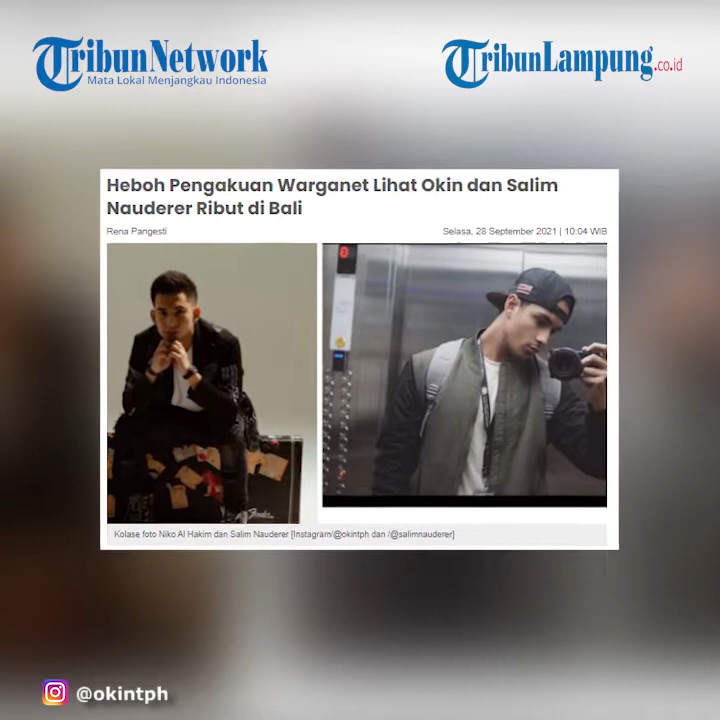 TribunNetwork
Mata Lokal Menjangkau Indonesia
TribunLampung.co.id
Heboh Pengakuan Warganet Lihat Okin dan Salim
Nauderer Ribut di Bali
Rena Pangesti
Selasa, 28 September 2021 | 10:04 WIB
Fender
Kolase foto Niko Al Hakim dan Salim Nauderer [Instagram/@okintph dan /@salimnauderer]
@okintph